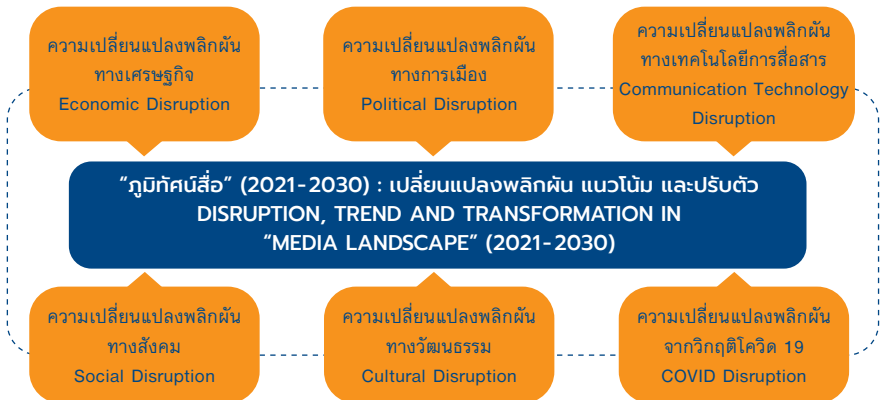 ความเปลี่ยนแปลงพลิกผัน
ทางเศรษฐกิจ
Economic Disruption
ความเปลี่ยนแปลงพลิกผัน
ทางการเมือง
Political Disruption
ความเปลี่ยนแปลงพลิกผัน
ทางเทคโนโลยีการสื่อสาร
Communication Technology
Disruption
“ภูมิทัศน์สื่อ” (2021-2030) : เปลี่ยนแปลงพลิกผัน แนวโน้ม และปรับตัว
DISRUPTION, TREND AND TRANSFORMATION IN
“MEDIA LANDSCAPE” (2021-2030)
ความเปลี่ยนแปลงพลิกผัน
ทางสังคม
Social Disruption
ความเปลี่ยนแปลงพลิกผัน
ทางวัฒนธรรม
Cultural Disruption
ความเปลี่ยนแปลงพลิกผัน
จากวิกฤติโควิด 19
COVID Disruption